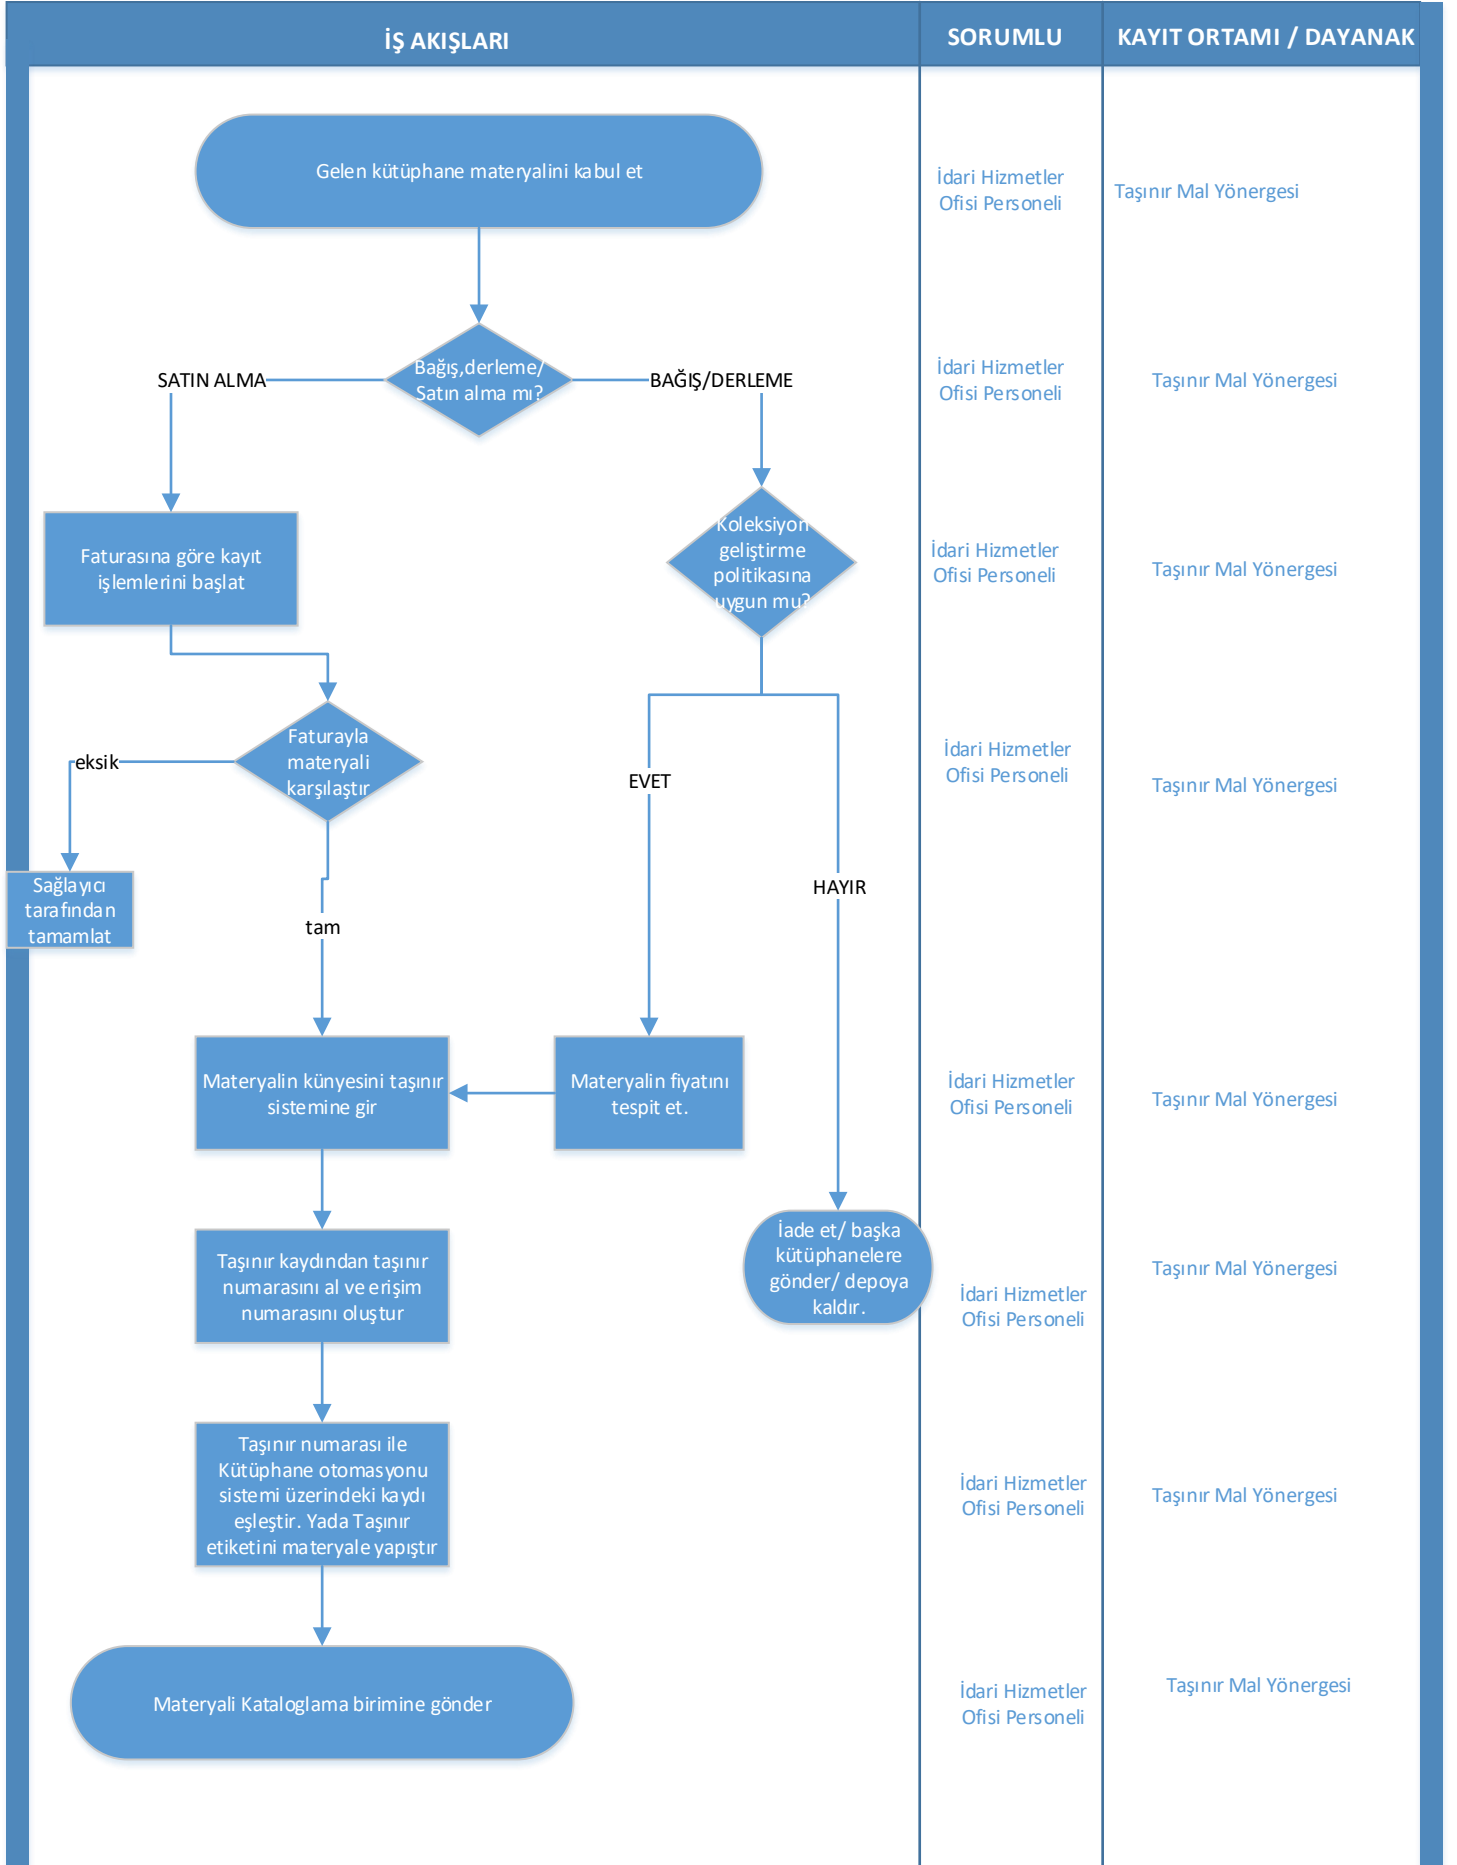 İŞ AKIŞLARI
SORUMLU
KAYIT ORTAMI / DAYANAK
Gelen kütüphane materyalini kabul et
İdari Hizmetler
Ofisi Personeli
Taşınır Mal Yönergesi
SATIN ALMA
Bağış,derleme/
Satın alma mı?
BAĞIŞ/DERLEME
İdari Hizmetler
Ofisi Personeli
Taşınır Mal Yönergesi
Faturasına göre kayıt
işlemlerini başlat
Koleksiyon
geliştirme
politikasına
uygun mu?
İdari Hizmetler
Ofisi Personeli
Taşınır Mal Yönergesi
eksik
Faturayla
materyali
karşılaştır
EVET
İdari Hizmetler
Ofisi Personeli
Taşınır Mal Yönergesi
Sağlayıcı
tarafından
tamamlat
tam
HAYIR
Materyalin künyesini taşınır
sistemine gir
Materyalin fiyatını
tespit et.
İdari Hizmetler
Ofisi Personeli
Taşınır Mal Yönergesi
Taşınır kaydından taşınır
numarasını al ve erişim
numarasını oluştur
İade et/ başka
kütüphanelere
gönder/ depoya
kaldır.
İdari Hizmetler
Ofisi Personeli
Taşınır Mal Yönergesi
Taşınır numarası ile
Kütüphane otomasyonu
sistemi üzerindeki kaydı
eşleştir. Yada Taşınır
etiketini materyale yapıştır
İdari Hizmetler
Ofisi Personeli
Taşınır Mal Yönergesi
Materyali Kataloglama birimine gönder
İdari Hizmetler
Ofisi Personeli
Taşınır Mal Yönergesi